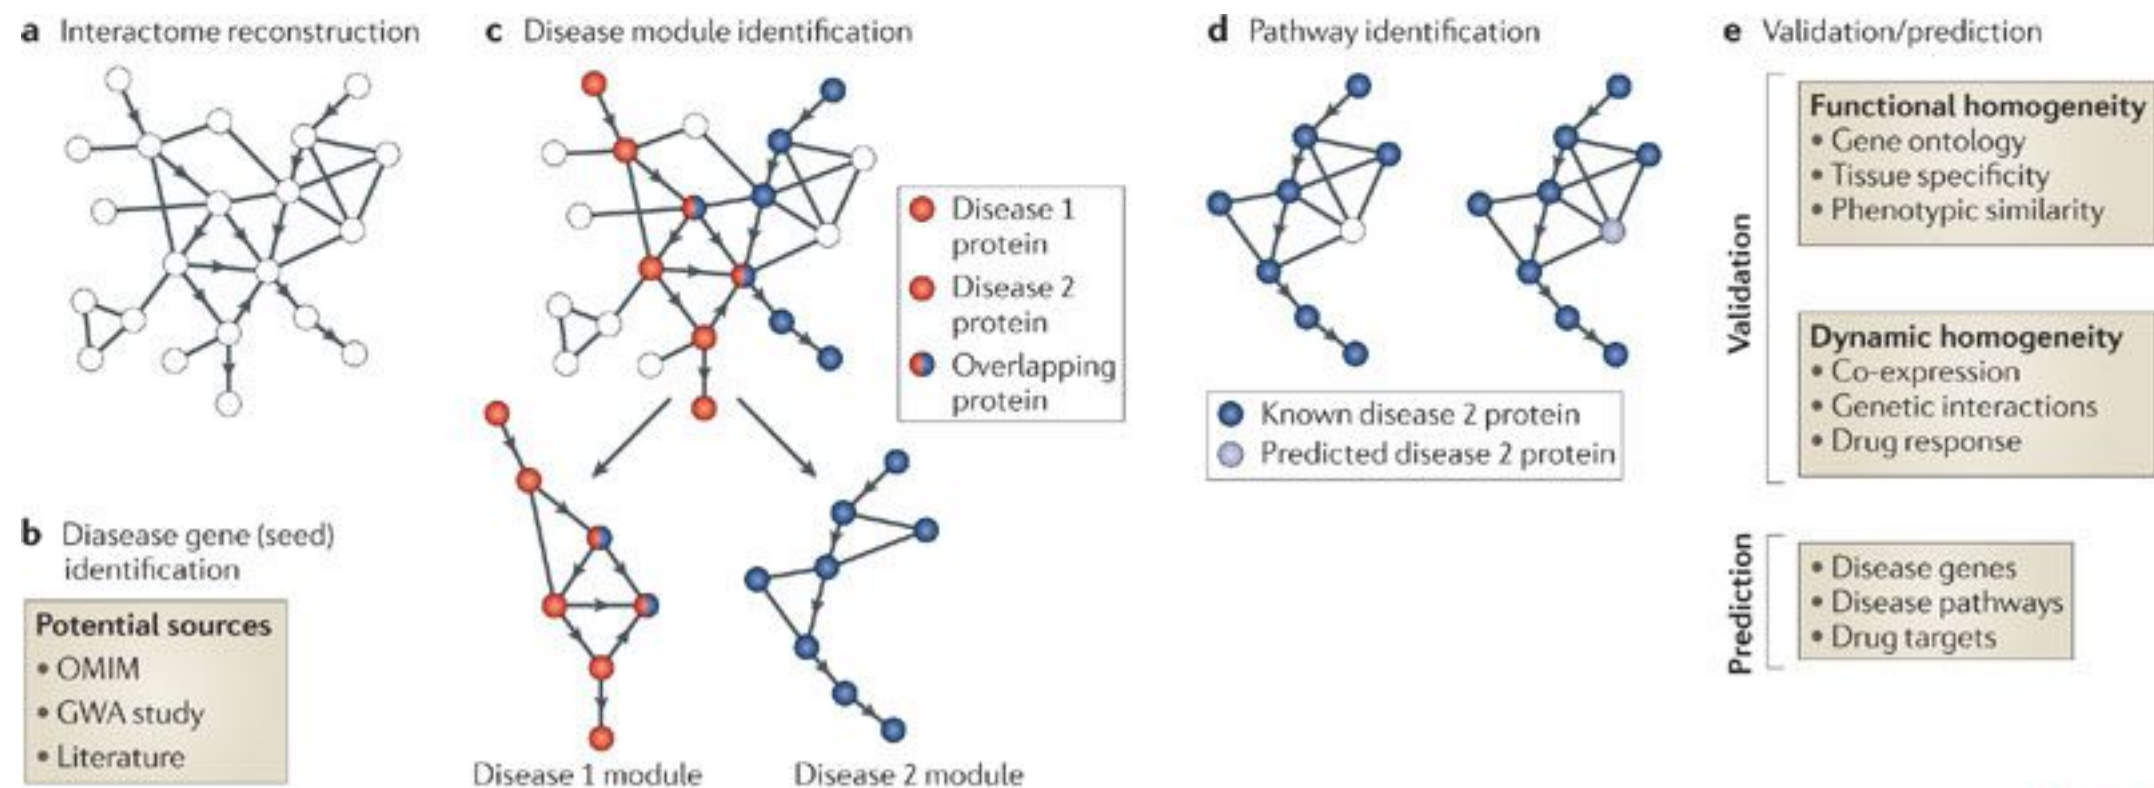 a Interactome reconstruction
b Diasease gene (seed)
identification
Potential sources
• OMIM
• GWA study
• Literature
c Disease module identification
Disease 1
protein
Disease 2
protein
Overlapping
protein
Disease 1 module
Disease 2 module
d Pathway identification
Known disease 2 protein
Predicted disease 2 protein
e Validation/prediction
Validation
Functional homogeneity
• Gene ontology
• Tissue specificity
• Phenotypic similarity
Dynamic homogeneity
• Co-expression
• Genetic interactions
• Drug response
Prediction
• Disease genes
• Disease pathways
• Drug targets